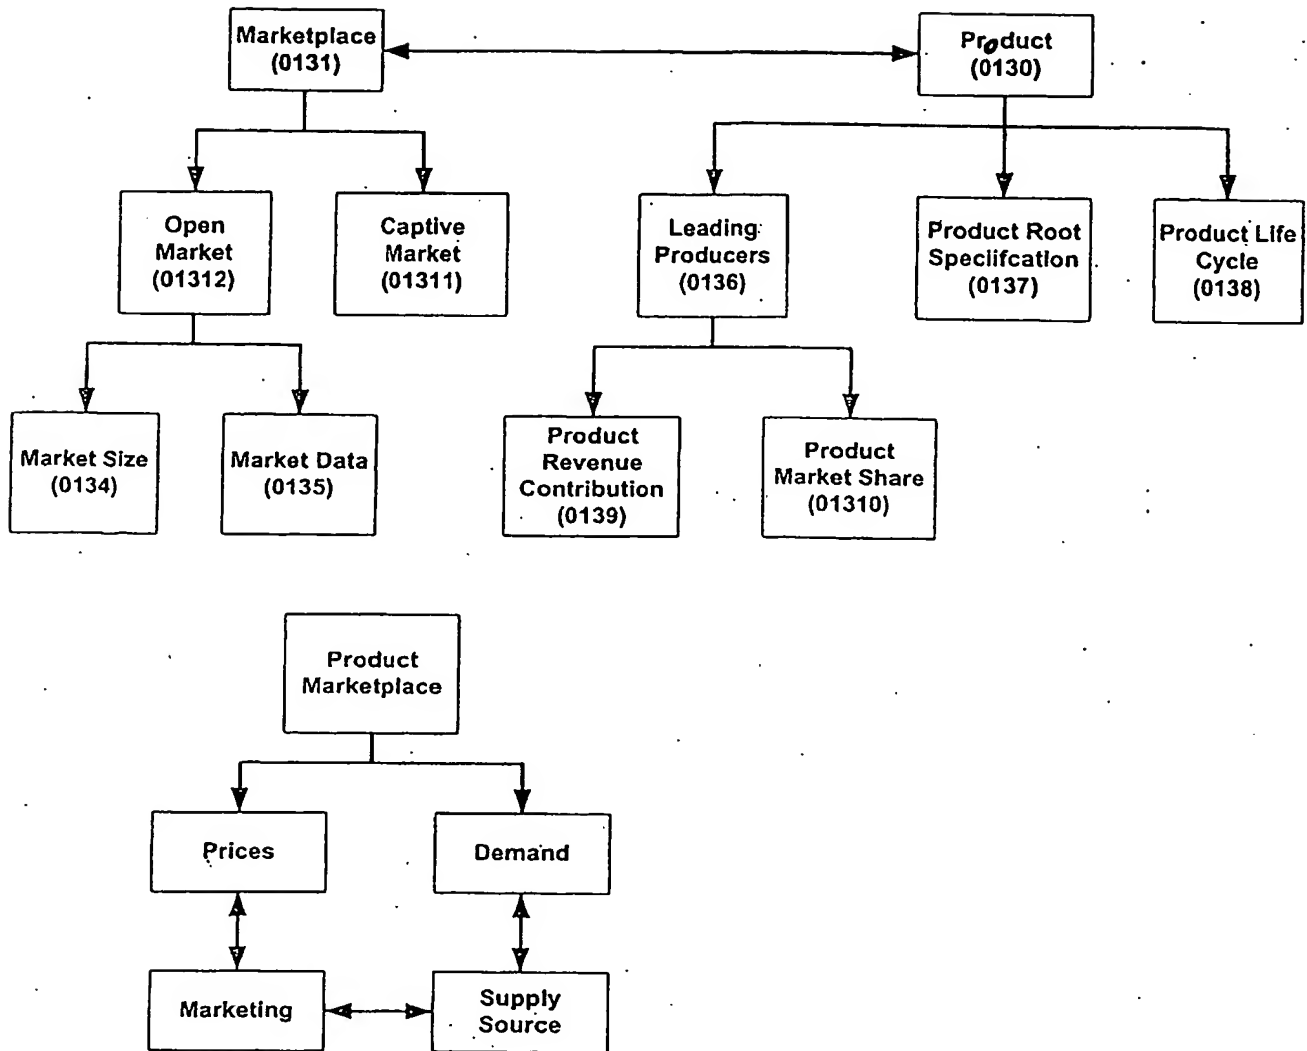 Marketplace
(0131)
Product
(0130)
Open
Market
(01312)
Captive
Market
(01311)
Leading
Producers
(0136)
Product Root
Speciifcation
(0137)
Product Life
Cycle
(0138)
Market Size
(0134)
Market Data
(0135)
Product
Revenue
Contribution
(0139)
Product
Market Share
(01310)
Product
Marketplace
Prices
Demand
Marketing
Supply
Source